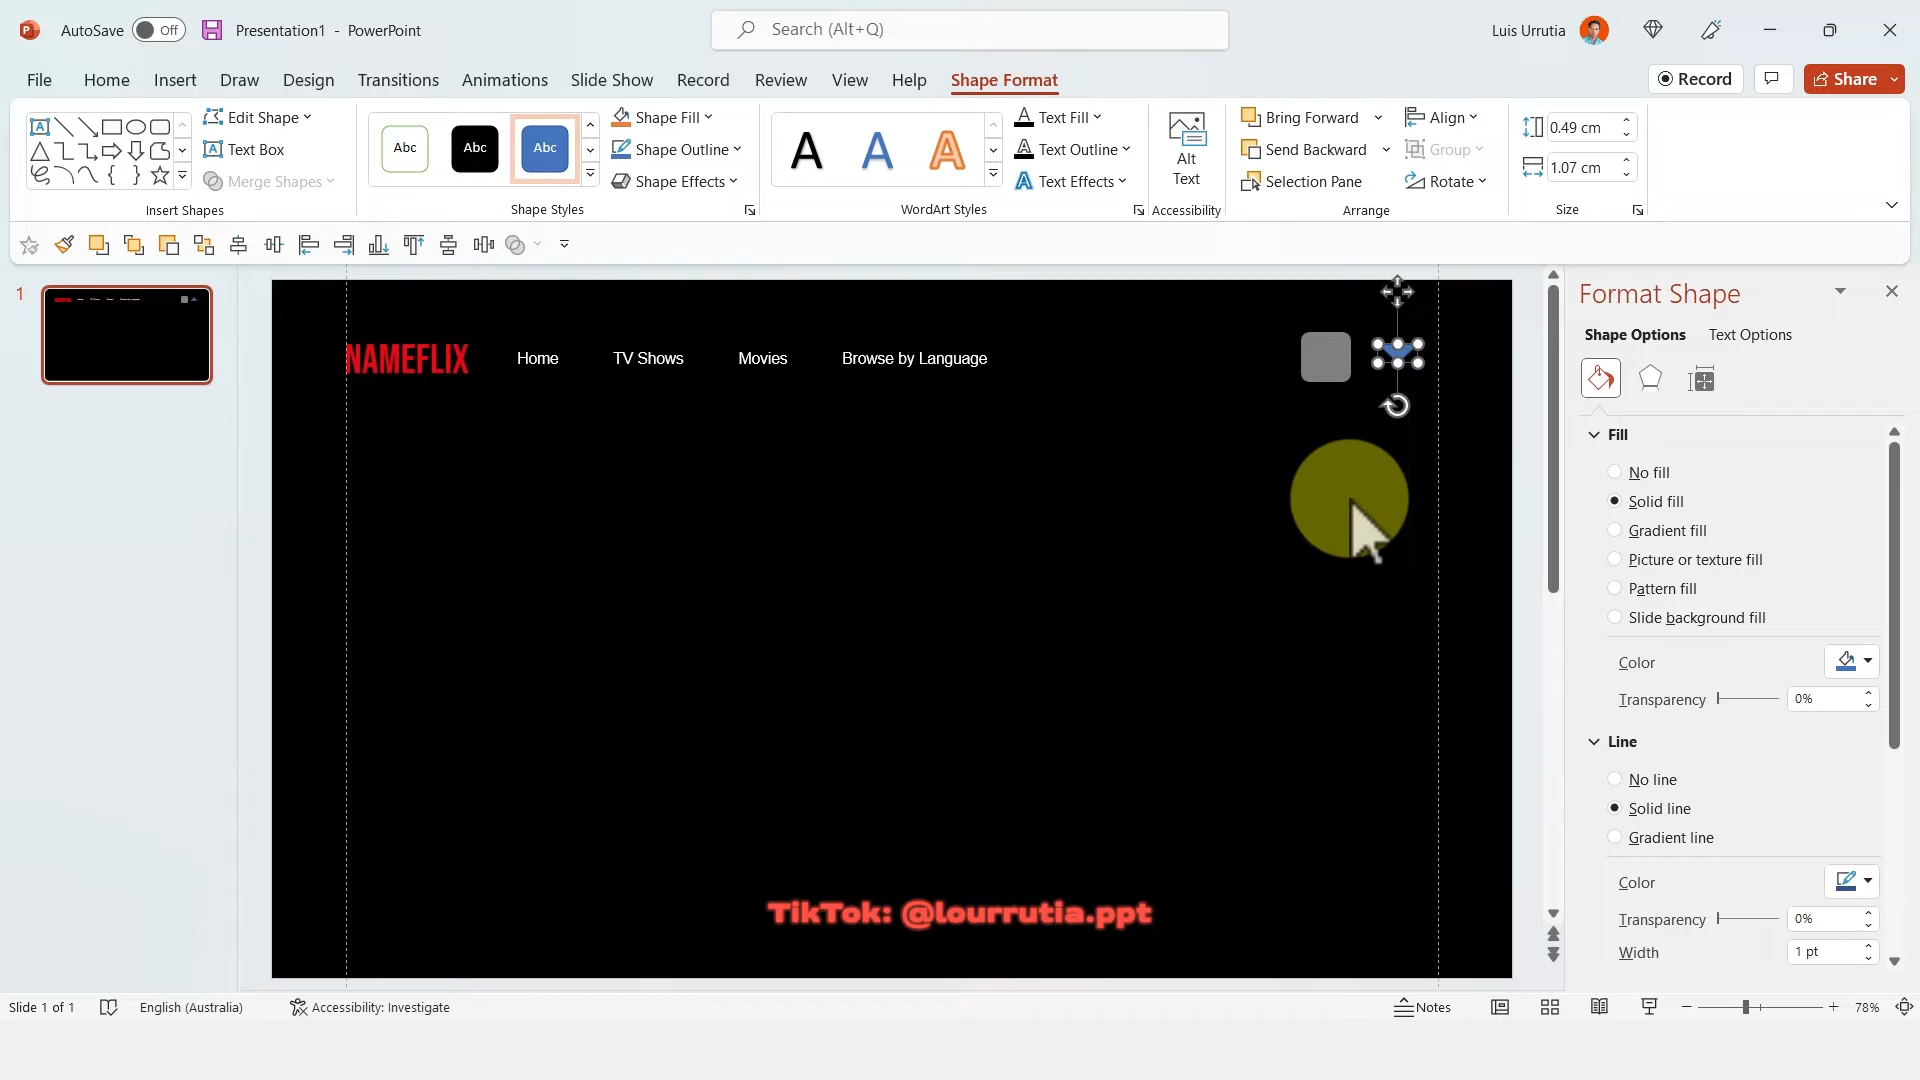 AutoSave Off Presentation1 - PowerPoint Search (Alt+Q) Luis Urrutia
File Home Insert Draw Design Transitions Animations Slide Show Record Review View Help Shape Format Record Share
Edit Shape
Text Box
Merge Shapes
Insert Shapes
Abc Abc Abc
Shape Fill
Shape Outline
Shape Effects
Shape Styles
A A A
Text Fill
Text Outline
Text Effects
WordArt Styles
Alt
Text
Accessibility
Bring Forward
Send Backward
Selection Pane
Align
Group
Rotate
Arrange
0.49 cm
1.07 cm
Size
1
NAMEFLIX Home TV Shows Movies Browse by Language
TikTok: @lourrutia.ppt
Format Shape
Shape Options Text Options
Fill
No fill
Solid fill
Gradient fill
Picture or texture fill
Pattern fill
Slide background fill
Color
Transparency 0%
Line
No line
Solid line
Gradient line
Color
Transparency 0%
Width 1 pt
Slide 1 of 1 English (Australia) Accessibility: Investigate Notes 78%